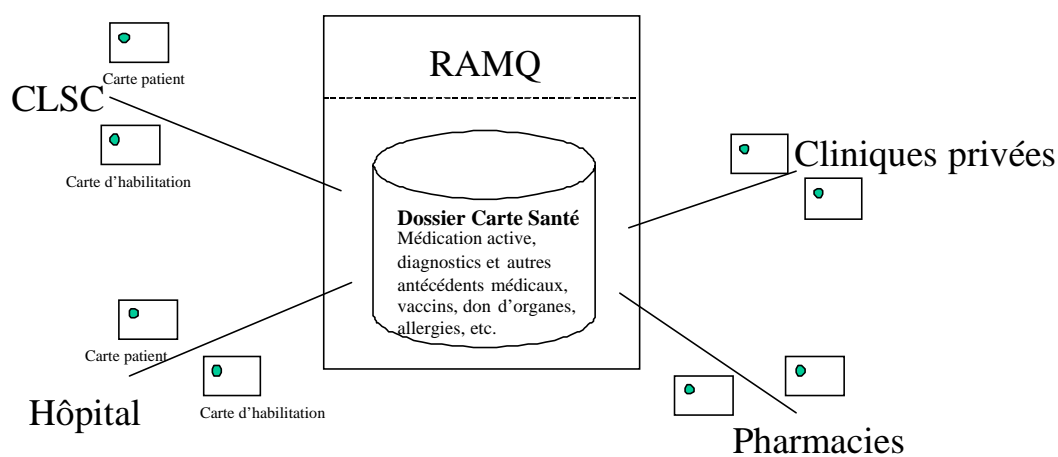 RAMQ
Carte patient
CLSC
Carte d'habilitation
Cliniques privées
Dossier Carte Santé
Médication active,
diagnostics et autres
antécédents médicaux,
vaccins, don d'organes,
allergies, etc.
Carte patient
Hôpital
Carte d'habilitation
Pharmacies